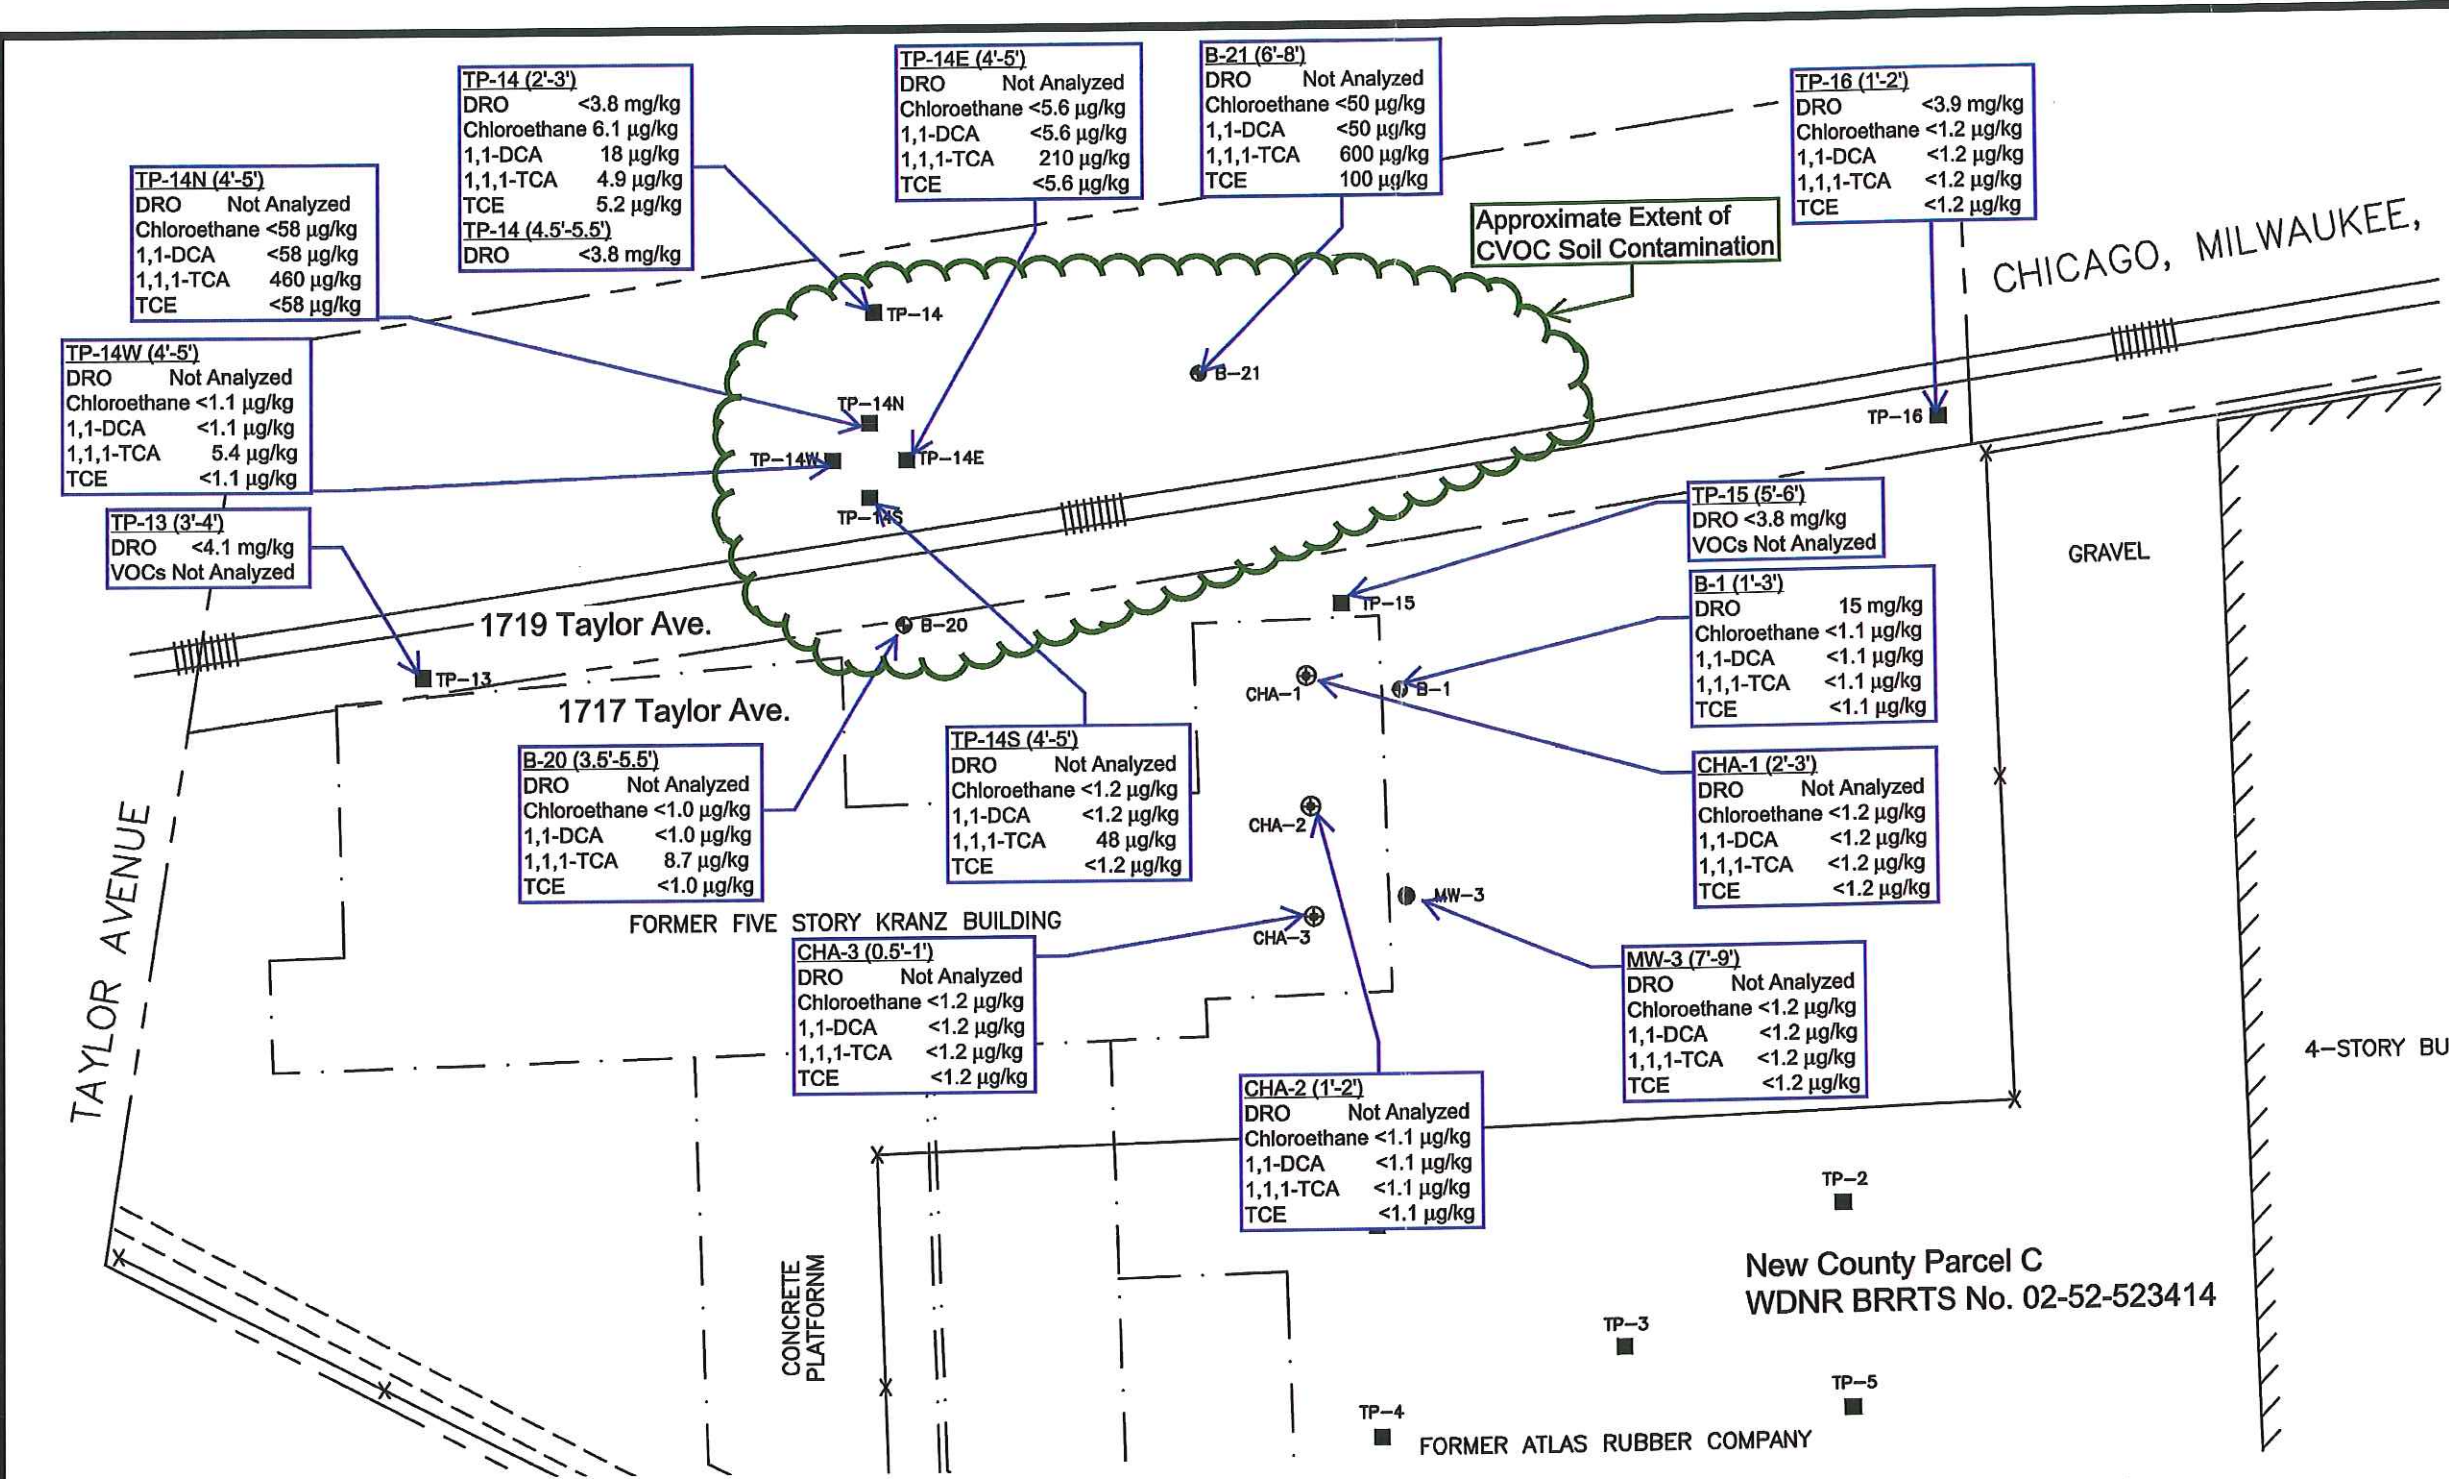 TP-14N (4'-5')
DRO Not Analyzed
Chloroethane <58 µg/kg
1,1-DCA <58 µg/kg
1,1,1-TCA 460 µg/kg
TCE <58 µg/kg
TP-14 (2'-3')
DRO <3.8 mg/kg
Chloroethane 6.1 µg/kg
1,1-DCA 18 µg/kg
1,1,1-TCA 4.9 µg/kg
TCE 5.2 µg/kg
TP-14 (4.5'-5.5')
DRO <3.8 mg/kg
TP-14E (4'-5')
DRO Not Analyzed
Chloroethane <5.6 µg/kg
1,1-DCA <5.6 µg/kg
1,1,1-TCA 210 µg/kg
TCE <5.6 µg/kg
B-21 (6'-8')
DRO Not Analyzed
Chloroethane <50 µg/kg
1,1-DCA <50 µg/kg
1,1,1-TCA 600 µg/kg
TCE 100 µg/kg
TP-16 (1'-2')
DRO <3.9 mg/kg
Chloroethane <1.2 µg/kg
1,1-DCA <1.2 µg/kg
1,1,1-TCA <1.2 µg/kg
TCE <1.2 µg/kg
Approximate Extent of
CVOC Soil Contamination
CHICAGO, MILWAUKEE,
TP-14W (4'-5')
DRO Not Analyzed
Chloroethane <1.1 µg/kg
1,1-DCA <1.1 µg/kg
1,1,1-TCA 5.4 µg/kg
TCE <1.1 µg/kg
TP-14
B-21
TP-14N
TP-16
TP-14W
TP-14E
TP-14S
TP-13 (3'-4')
DRO <4.1 mg/kg
VOCs Not Analyzed
TP-15 (5'-6')
DRO <3.8 mg/kg
VOCs Not Analyzed
GRAVEL
1719 Taylor Ave.
B-20
TP-15
B-1 (1'-3')
DRO 15 mg/kg
Chloroethane <1.1 µg/kg
1,1-DCA <1.1 µg/kg
1,1,1-TCA <1.1 µg/kg
TCE <1.1 µg/kg
TP-13
CHA-1
B-1
1717 Taylor Ave.
B-20 (3.5'-5.5')
DRO Not Analyzed
Chloroethane <1.0 µg/kg
1,1-DCA <1.0 µg/kg
1,1,1-TCA 8.7 µg/kg
TCE <1.0 µg/kg
TP-14S (4'-5')
DRO Not Analyzed
Chloroethane <1.2 µg/kg
1,1-DCA <1.2 µg/kg
1,1,1-TCA 48 µg/kg
TCE <1.2 µg/kg
CHA-1 (2'-3')
DRO Not Analyzed
Chloroethane <1.2 µg/kg
1,1-DCA <1.2 µg/kg
1,1,1-TCA <1.2 µg/kg
TCE <1.2 µg/kg
CHA-2
TAYLOR AVENUE
MW-3
FORMER FIVE STORY KRANZ BUILDING
CHA-3
CHA-3 (0.5'-1')
DRO Not Analyzed
Chloroethane <1.2 µg/kg
1,1-DCA <1.2 µg/kg
1,1,1-TCA <1.2 µg/kg
TCE <1.2 µg/kg
MW-3 (7'-9')
DRO Not Analyzed
Chloroethane <1.2 µg/kg
1,1-DCA <1.2 µg/kg
1,1,1-TCA <1.2 µg/kg
TCE <1.2 µg/kg
4-STORY BU
CHA-2 (1'-2')
DRO Not Analyzed
Chloroethane <1.1 µg/kg
1,1-DCA <1.1 µg/kg
1,1,1-TCA <1.1 µg/kg
TCE <1.1 µg/kg
TP-2
New County Parcel C
WDNR BRRTS No. 02-52-523414
CONCRETE
PLATFORNM
TP-3
TP-5
TP-4
FORMER ATLAS RUBBER COMPANY